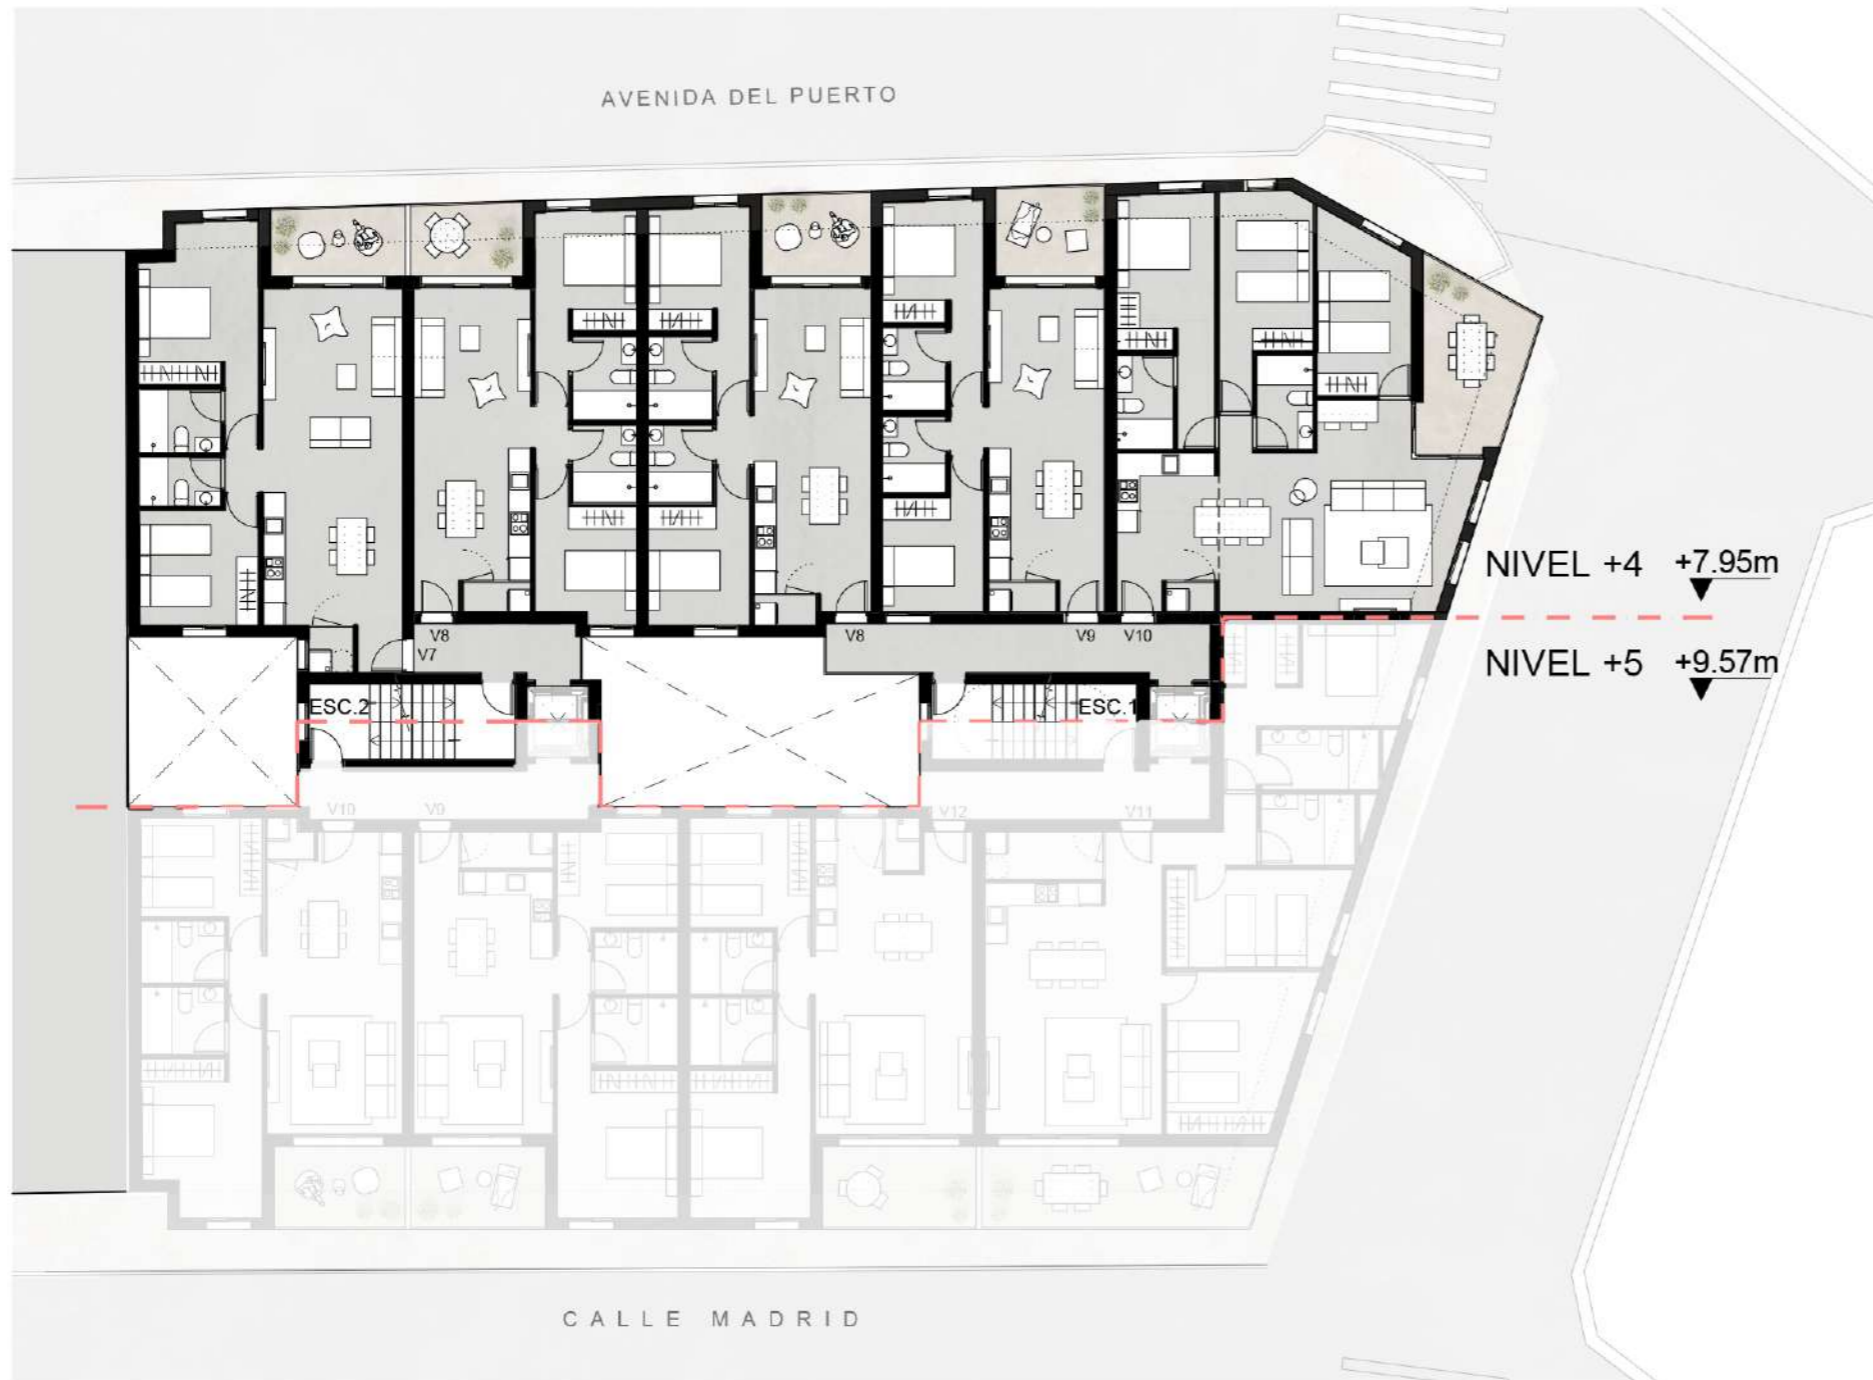 AVENIDA DEL PUERTO
NIVEL +4 +7.95m
NIVEL +5 +9.57m
V8
V7
V8
V9
V10
ESC.2
ESC.1
V10
V9
V12
V11
CALLE MADRID